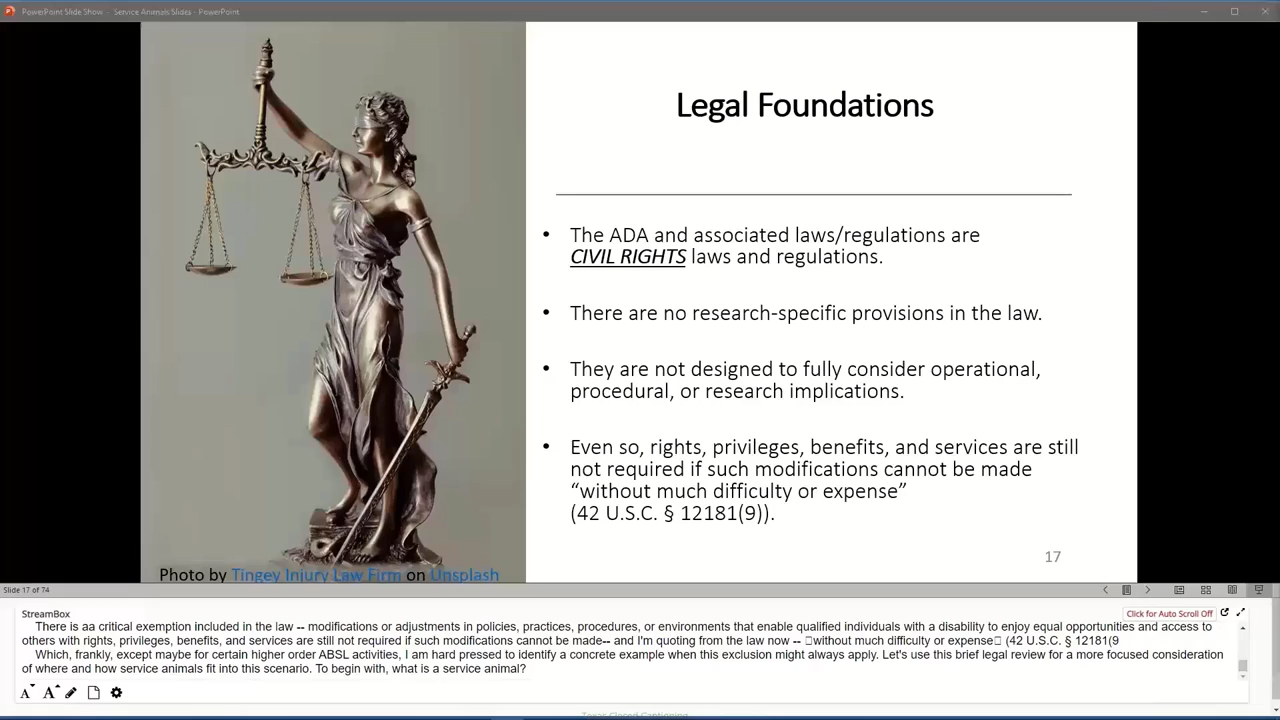 PowerPoint Slide Show - Service Animals Slides - PowerPoint
Legal Foundations
• The ADA and associated laws/regulations are
CIVIL RIGHTS laws and regulations.
• There are no research-specific provisions in the law.
• They are not designed to fully consider operational,
procedural, or research implications.
• Even so, rights, privileges, benefits, and services are still
not required if such modifications cannot be made
“without much difficulty or expense”
(42 U.S.C. § 12181(9)).
17
Photo by Tingey Injury Law Firm on Unsplash
Slide 17 of 74
StreamBox
Click for Auto Scroll Off
There is aa critical exemption included in the law -- modifications or adjustments in policies, practices, procedures, or environments that enable qualified individuals with a disability to enjoy equal opportunities and access to
others with rights, privileges, benefits, and services are still not required if such modifications cannot be made-- and I'm quoting from the law now -- without much difficulty or expense (42 U.S.C. § 12181(9
Which, frankly, except maybe for certain higher order ABSL activities, I am hard pressed to identify a concrete example when this exclusion might always apply. Let's use this brief legal review for a more focused consideration
of where and how service animals fit into this scenario. To begin with, what is a service animal?
A A